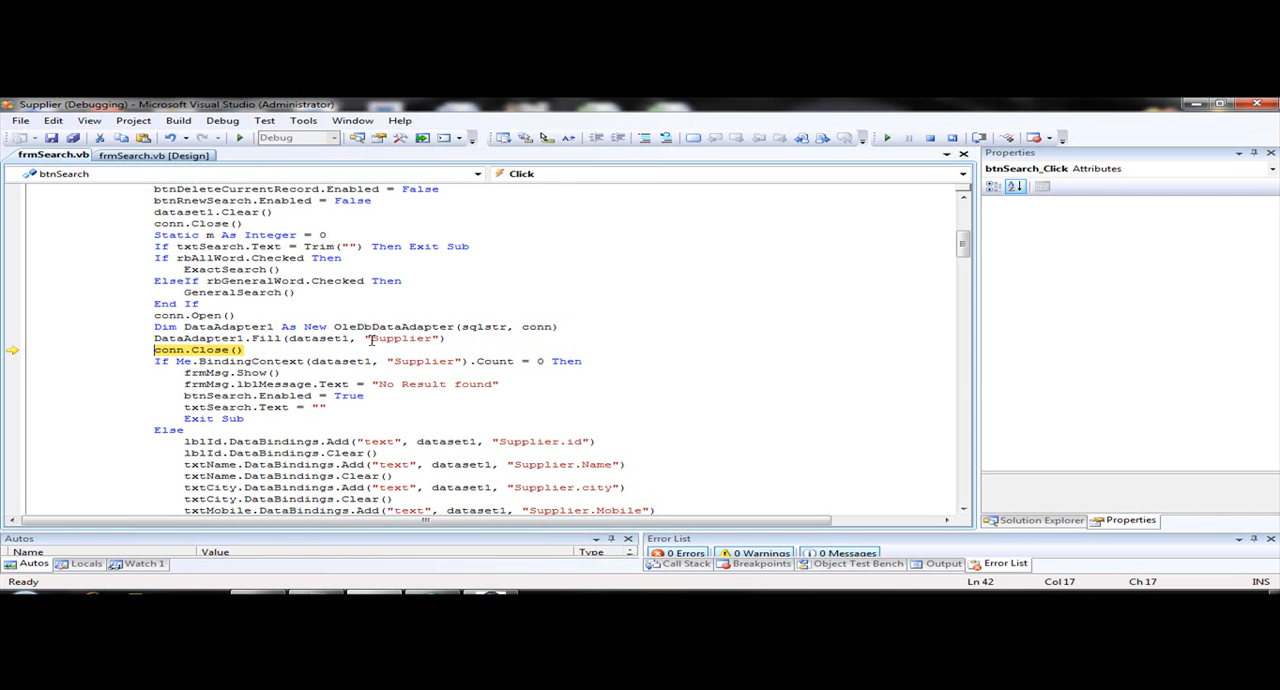 Supplier (Debugging) - Microsoft Visual Studio (Administrator)
File Edit View Project Build Debug Test Tools Window Help
Debug
frmSearch.vb frmSearch.vb [Design]
btnSearch Click
btnDeleteCurrentRecord.Enabled = False
btnRnewSearch.Enabled = False
dataset1.Clear()
conn.Close()
Static m As Integer = 0
If txtSearch.Text = Trim("") Then Exit Sub
If rbAllWord.Checked Then
ExactSearch()
ElseIf rbGeneralWord.Checked Then
GeneralSearch()
End If
conn.Open()
Dim DataAdapter1 As New OleDbDataAdapter(sqlstr, conn)
DataAdapter1.Fill(dataset1, "Supplier")
conn.Close()
If Me.BindingContext(dataset1, "Supplier").Count = 0 Then
frmMsg.Show()
frmMsg.lblMessage.Text = "No Result found"
btnSearch.Enabled = True
txtSearch.Text = ""
Exit Sub
Else
lblId.DataBindings.Add("text", dataset1, "Supplier.id")
lblId.DataBindings.Clear()
txtName.DataBindings.Add("text", dataset1, "Supplier.Name")
txtName.DataBindings.Clear()
txtCity.DataBindings.Add("text", dataset1, "Supplier.city")
txtCity.DataBindings.Clear()
txtMobile.DataBindings.Add("text", dataset1, "Supplier.Mobile")
Properties
btnSearch_Click Attributes
Solution Explorer Properties
Autos
Name Value Type
Autos Locals Watch 1
Error List
0 Errors 0 Warnings 0 Messages
Call Stack Breakpoints Object Test Bench Output Error List
Ready Ln 42 Col 17 Ch 17 INS